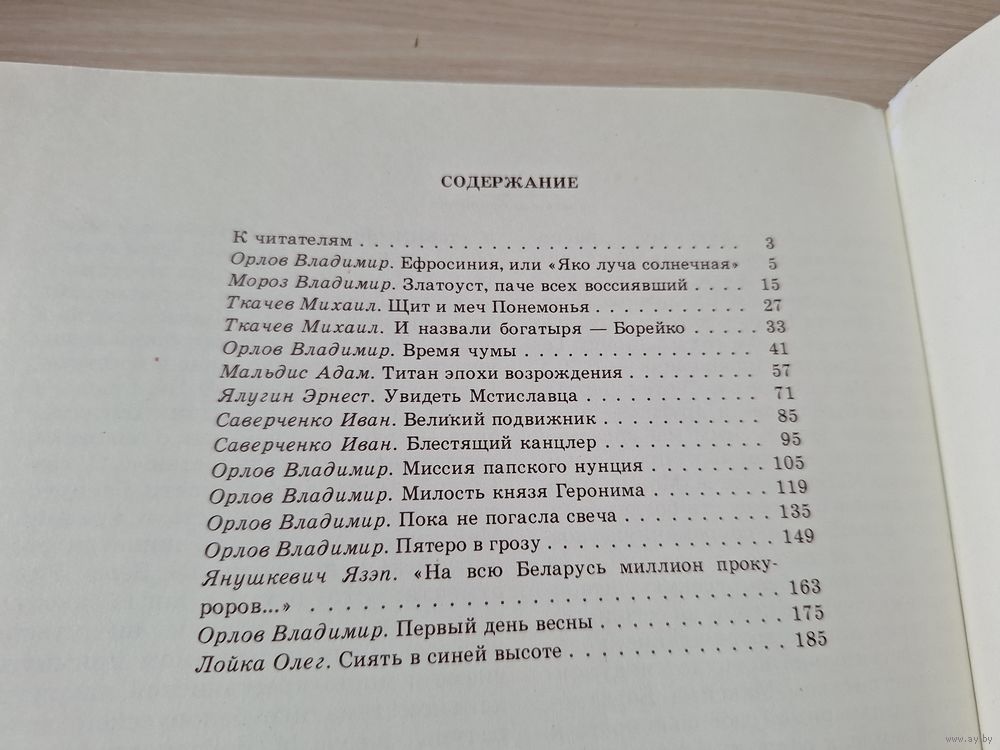 СОДЕРЖАНИЕ
К читателям . . . . . . . . . . . . . . . . . . . . . . . . . . . . 3
Орлов Владимир. Ефросиния, или «Яко луча солнечная» 5
Мороз Владимир. Златоуст, паче всех воссиявший . . . . 15
Ткачев Михаил. Щит и меч Понемонья . . . . . . . . . . . 27
Ткачев Михаил. И назвали богатыря — Борейко . . . . . 33
Орлов Владимир. Время чумы . . . . . . . . . . . . . . . . 41
Мальдис Адам. Титан эпохи возрождения . . . . . . . . . 57
Ялугин Эрнест. Увидеть Мстиславца . . . . . . . . . . . . 71
Саверченко Иван. Великий подвижник . . . . . . . . . . . 85
Саверченко Иван. Блестящий канцлер . . . . . . . . . . . 95
Орлов Владимир. Миссия папского нунция . . . . . . . . 105
Орлов Владимир. Милость князя Геронима . . . . . . . . 119
Орлов Владимир. Пока не погасла свеча . . . . . . . . . . 135
Орлов Владимир. Пятеро в грозу . . . . . . . . . . . . . . . 149
Янушкевич Язэп. «На всю Беларусь миллион проку-
роров...» . . . . . . . . . . . . . . . . . . . . . . . . . . . . . . 163
Орлов Владимир. Первый день весны . . . . . . . . . . . . 175
Лойка Олег. Сиять в синей высоте . . . . . . . . . . . . . . 185
www.ay.by